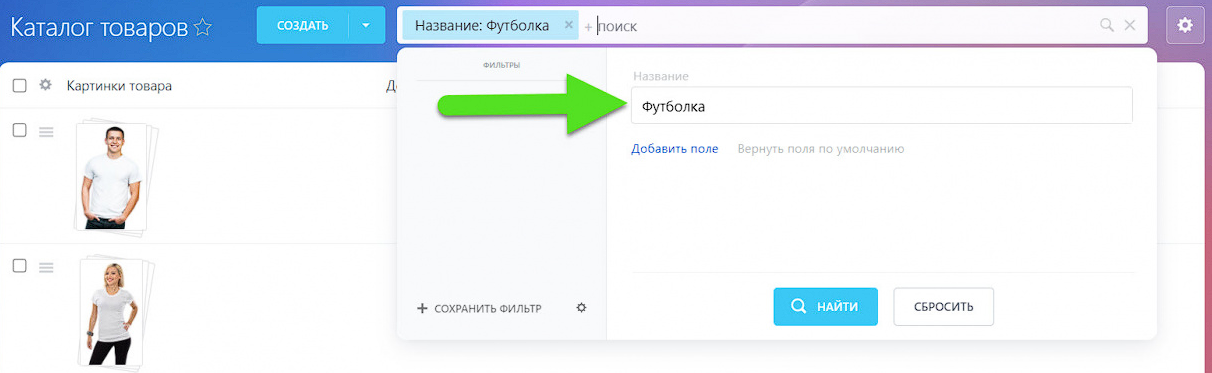 Каталог товаров
СОЗДАТЬ
Название: Футболка × + поиск
ФИЛЬТРЫ
Картинки товара
Название
Футболка
Добавить поле Вернуть поля по умолчанию
+ СОХРАНИТЬ ФИЛЬТР
НАЙТИ
СБРОСИТЬ